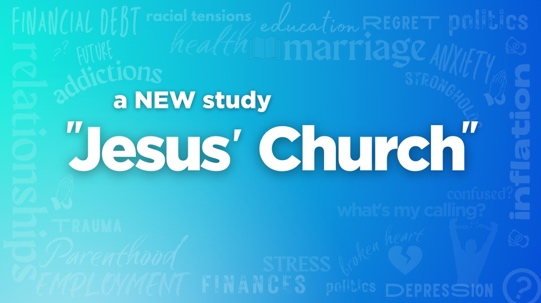 FINANCIAL DEBT
racial tensions
education
REGRET
politics
health
marriage
ANXIETY
FUTURE
addictions
relationships
STRONGHOLDS
inflation
a NEW study
"Jesus' Church"
confused?
what's my calling?
TRAUMA
Parenthood
broken heart
STRESS
EMPLOYMENT
FINANCES
politics
DEPRESSION
?